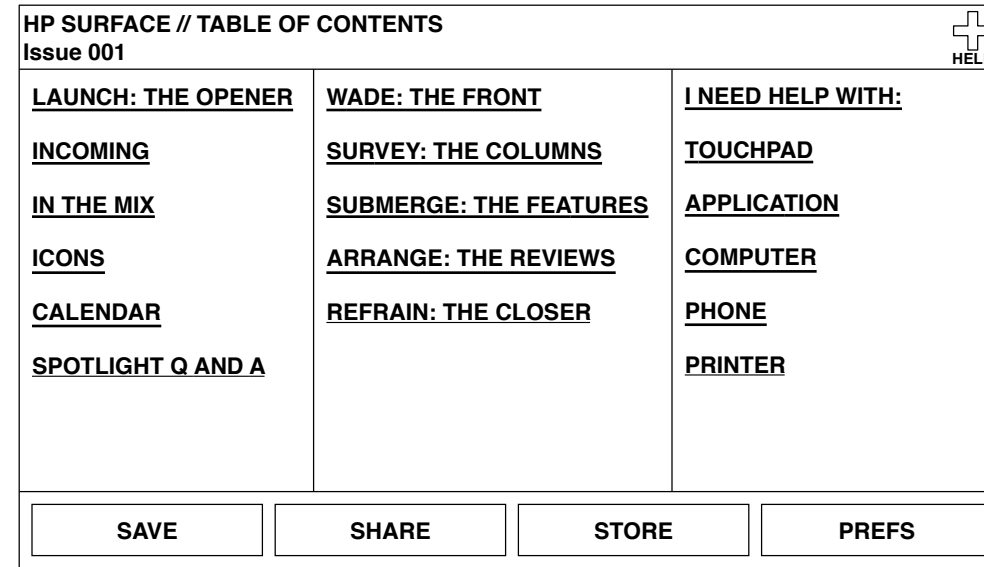 HP SURFACE // TABLE OF CONTENTS
Issue 001
HELP
LAUNCH: THE OPENER
INCOMING
IN THE MIX
ICONS
CALENDAR
SPOTLIGHT Q AND A
WADE: THE FRONT
SURVEY: THE COLUMNS
SUBMERGE: THE FEATURES
ARRANGE: THE REVIEWS
REFRAIN: THE CLOSER
I NEED HELP WITH:
TOUCHPAD
APPLICATION
COMPUTER
PHONE
PRINTER
SAVE
SHARE
STORE
PREFS